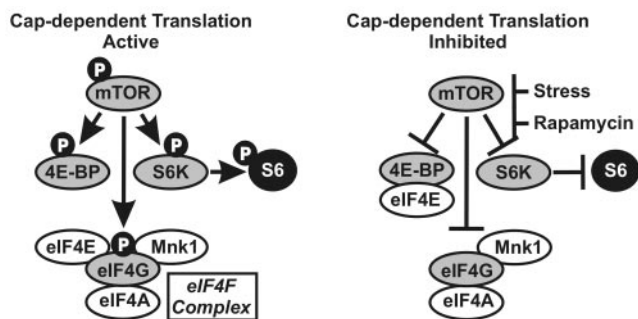 Cap-dependent Translation
Active
P
mTOR
P
4E-BP
P
S6K
P
S6
eIF4E
P
Mnk1
eIF4G
eIF4A
eIF4F
Complex
Cap-dependent Translation
Inhibited
mTOR
Stress
Rapamycin
4E-BP
eIF4E
S6K
S6
Mnk1
eIF4G
eIF4A